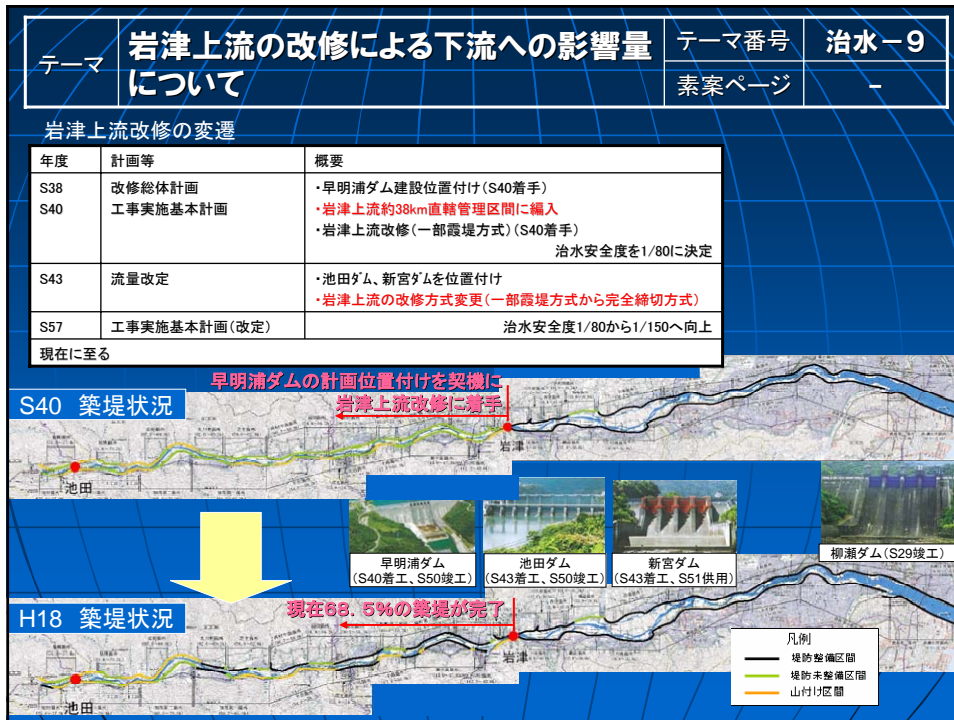 テーマ
岩津上流の改修による下流への影響量
について
テーマ番号
治水-9
素案ページ
-
岩津上流改修の変遷
年度 計画等 概要
S38 改修総体計画 ・早明浦ダム建設位置付け(S40着手)
S40 工事実施基本計画 ・岩津上流約38km直轄管理区間に編入
・岩津上流改修(一部霞堤方式)(S40着手)
治水安全度を1/80に決定
S43 流量改定 ・池田ダム、新宮ダムを位置付け
・岩津上流の改修方式変更(一部霞堤方式から完全締切方式)
S57 工事実施基本計画(改定) 治水安全度1/80から1/150へ向上
現在に至る
早明浦ダムの計画位置付けを契機に
岩津上流改修に着手
S40 築堤状況
岩津
池田
早明浦ダム
(S40着工、S50竣工)
池田ダム
(S43着工、S50竣工)
新宮ダム
(S43着工、S51供用)
柳瀬ダム(S29竣工)
現在68.5%の築堤が完了
H18 築堤状況
岩津
池田
凡例
堤防整備区間
堤防未整備区間
山付け区間